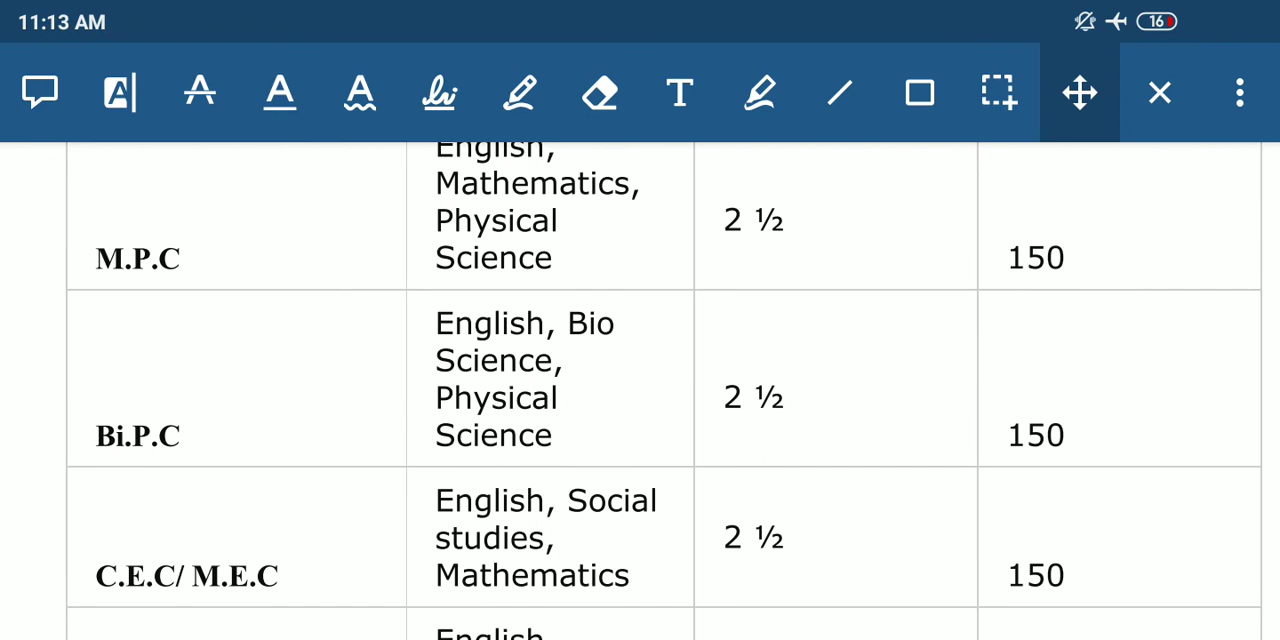 11:13 AM
16
T
English,
Mathematics,
Physical
Science
M.P.C
2 ½
150
English, Bio
Science,
Physical
Science
Bi.P.C
2 ½
150
English, Social
studies,
Mathematics
C.E.C/ M.E.C
2 ½
150
English,